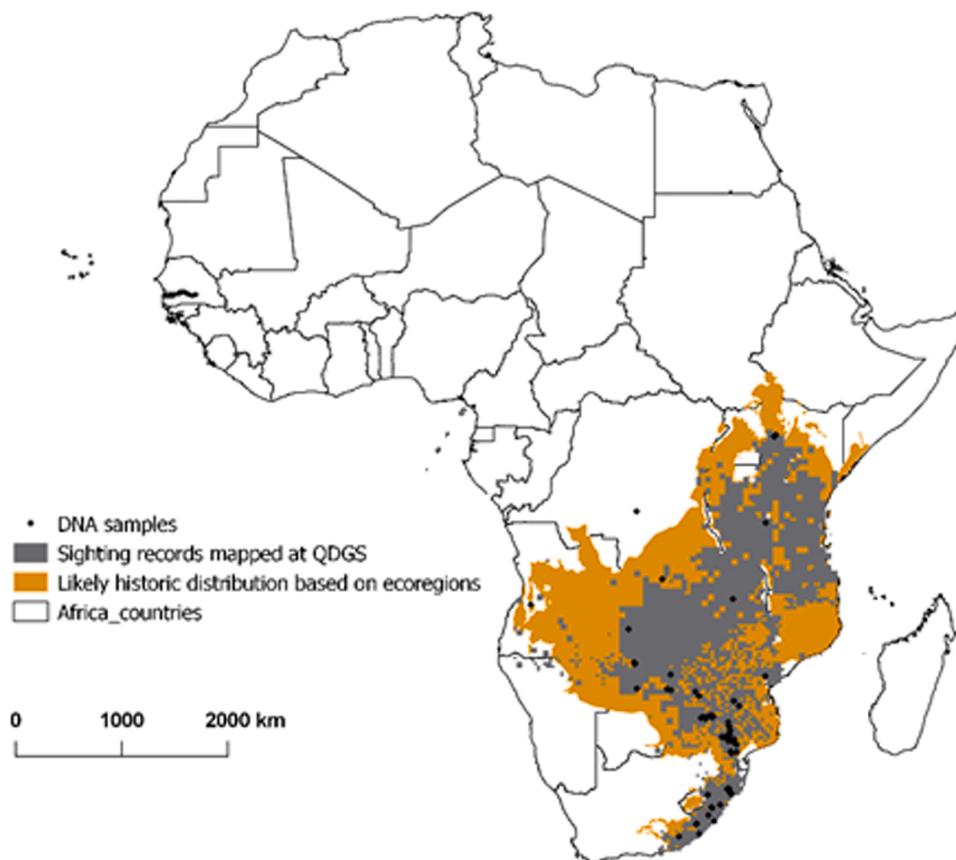 DNA samples
Sighting records mapped at QDGS
Likely historic distribution based on ecoregions
Africa_countries
0 1000 2000 km